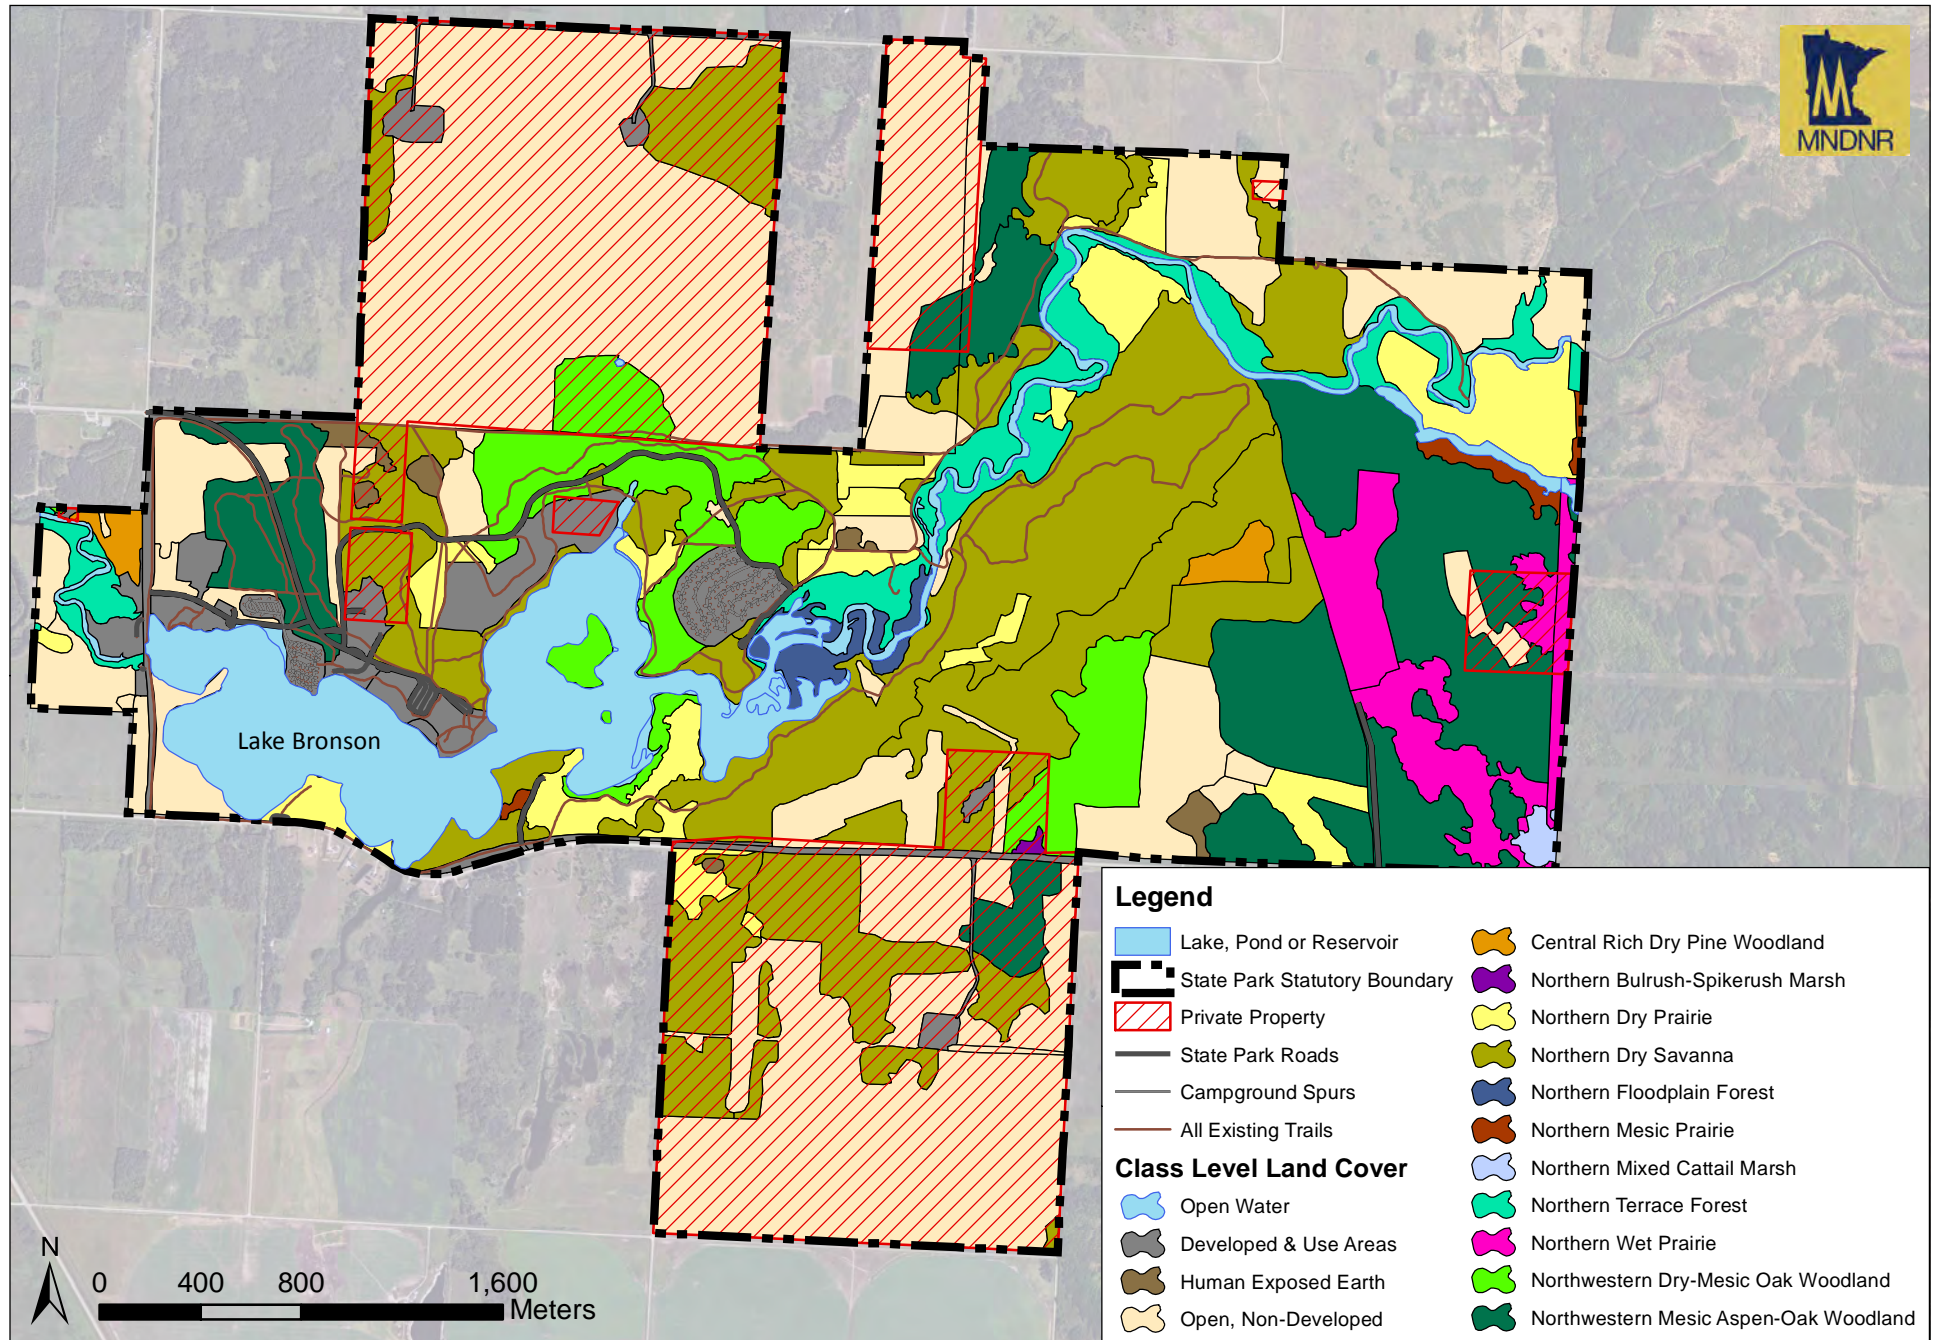 MNDNR
Lake Bronson
Legend
Lake, Pond or Reservoir
State Park Statutory Boundary
Private Property
State Park Roads
Campground Spurs
All Existing Trails
Class Level Land Cover
Open Water
Developed & Use Areas
Human Exposed Earth
Open, Non-Developed
Central Rich Dry Pine Woodland
Northern Bulrush-Spikerush Marsh
Northern Dry Prairie
Northern Dry Savanna
Northern Floodplain Forest
Northern Mesic Prairie
Northern Mixed Cattail Marsh
Northern Terrace Forest
Northern Wet Prairie
Northwestern Dry-Mesic Oak Woodland
Northwestern Mesic Aspen-Oak Woodland
N
0 400 800 1,600
Meters